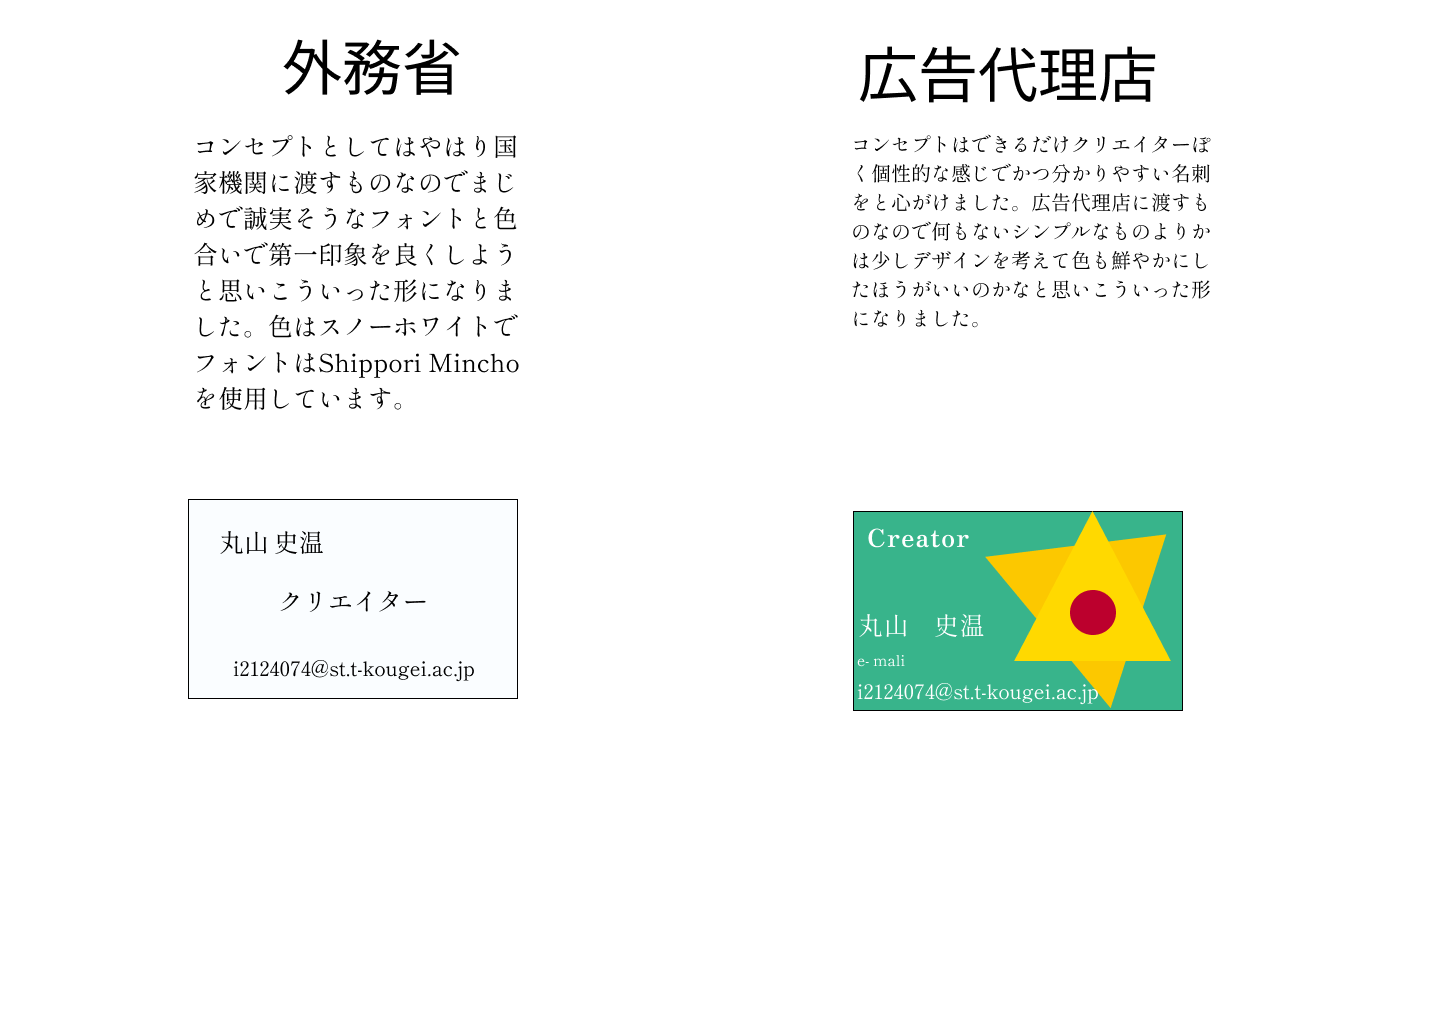 外務省
コンセプトとしてはやはり国
家機関に渡すものなのでまじ
めで誠実そうなフォントと色
合いで第一印象を良くしよう
と思いこういった形になりま
した。色はスノーホワイトで
フォントはShippori Mincho
を使用しています。
丸山 史温
クリエイター
i2124074@st.t-kougei.ac.jp
広告代理店
コンセプトはできるだけクリエイターぽ
く個性的な感じでかつ分かりやすい名刺
をと心がけました。広告代理店に渡すも
のなので何もないシンプルなものよりか
は少しデザインを考えて色も鮮やかにし
たほうがいいのかなと思いこういった形
になりました。
Creator
丸山　史温
e- mali
i2124074@st.t-kougei.ac.jp